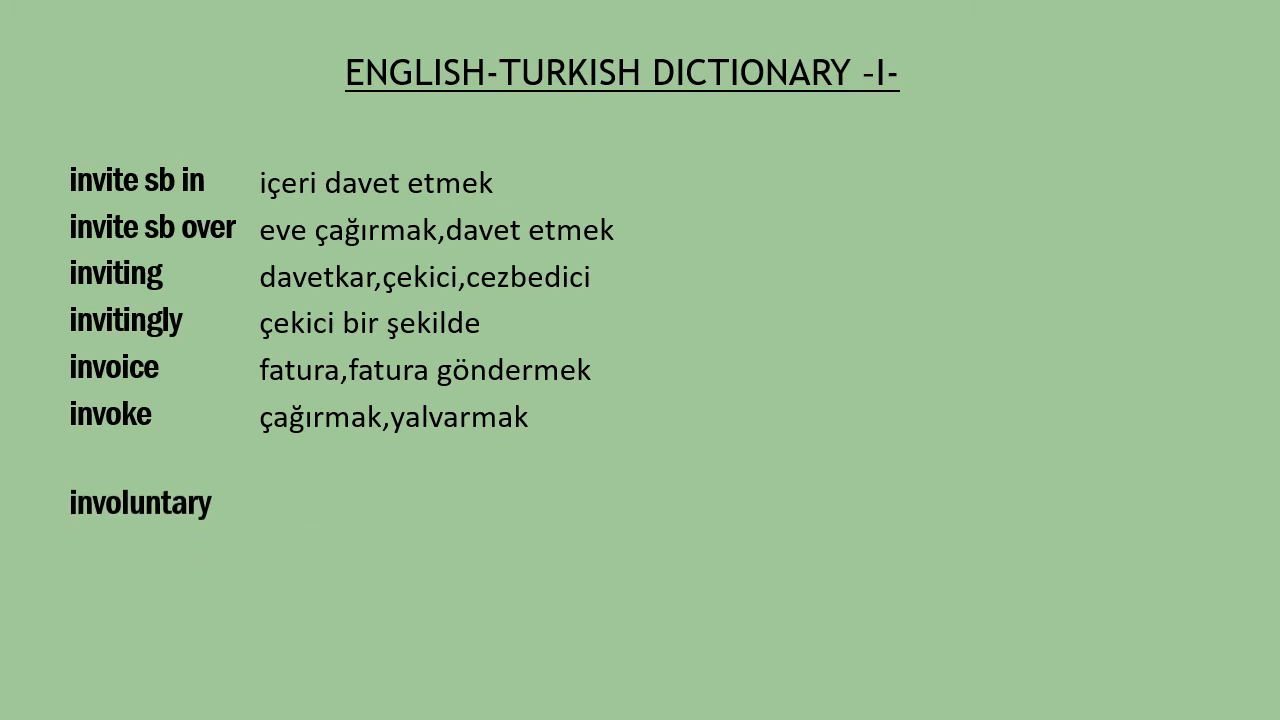 ENGLISH-TURKISH DICTIONARY –I-
invite sb in içeri davet etmek
invite sb over eve çağırmak,davet etmek
inviting davetkar,çekici,cezbedici
invitingly çekici bir şekilde
invoice fatura,fatura göndermek
invoke çağırmak,yalvarmak
involuntary